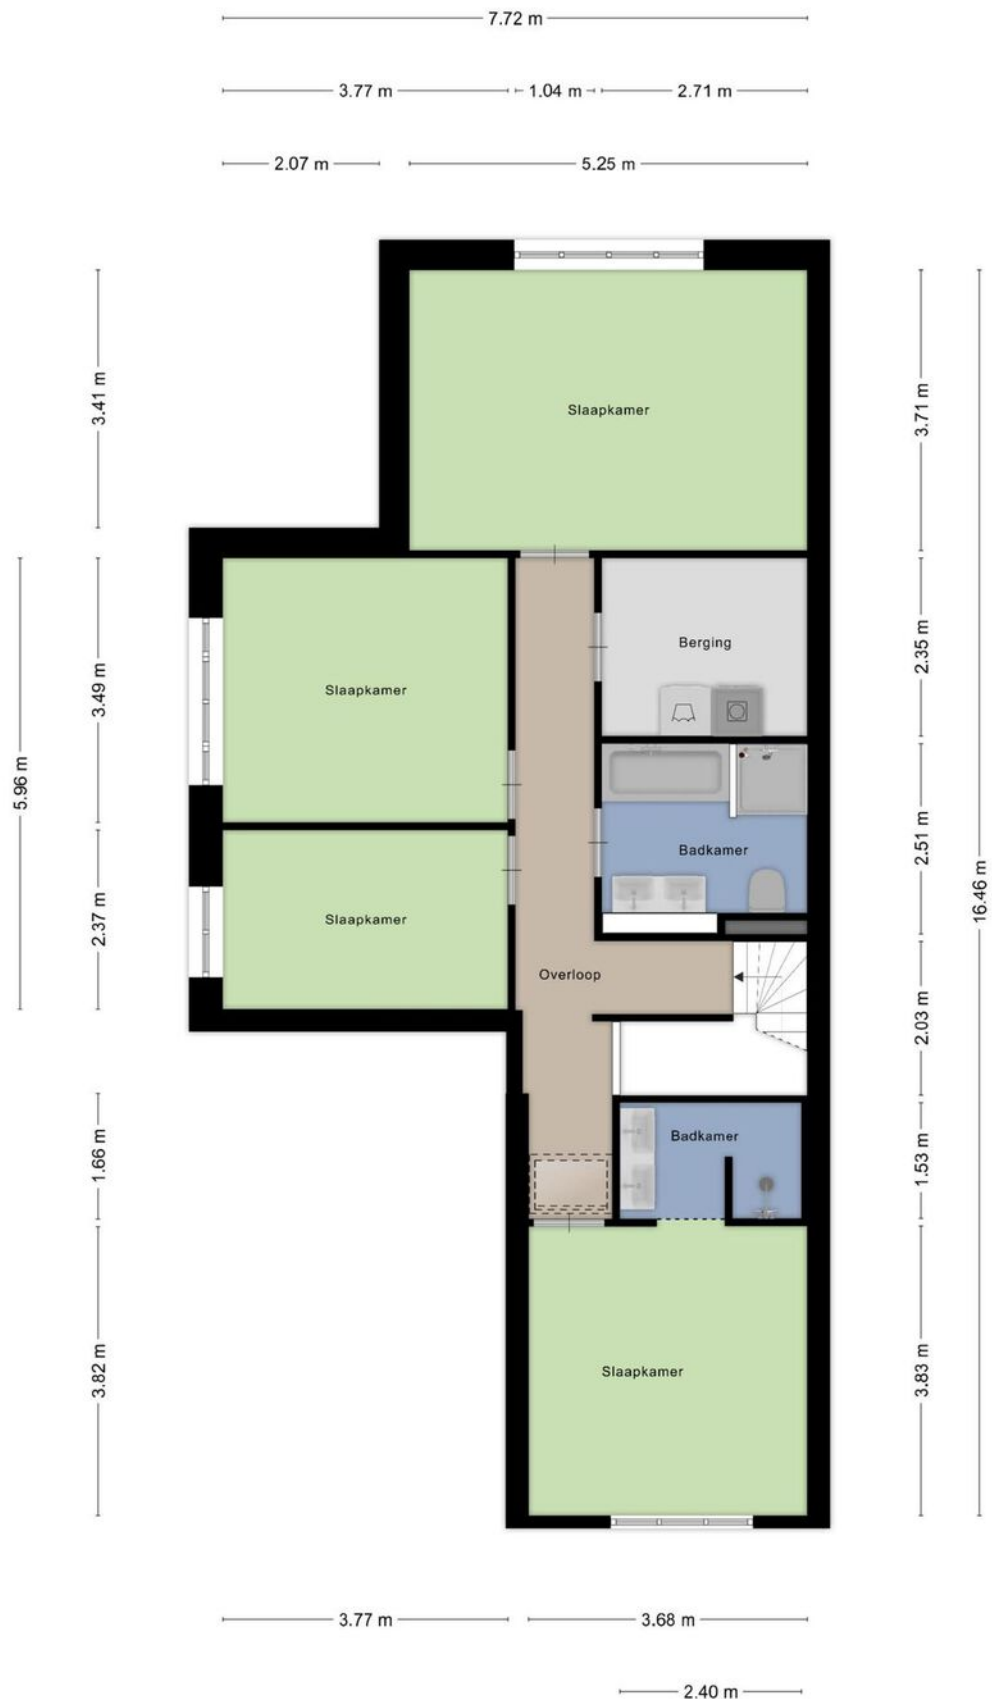 7.72 m
3.77 m
1.04 m
2.71 m
2.07 m
5.25 m
3.41 m
3.71 m
Slaapkamer
5.96 m
3.49 m
Slaapkamer
Berging
2.35 m
2.37 m
Slaapkamer
Badkamer
2.51 m
16.46 m
Overloop
2.03 m
1.66 m
Badkamer
1.53 m
3.82 m
Slaapkamer
3.83 m
3.77 m
3.68 m
2.40 m